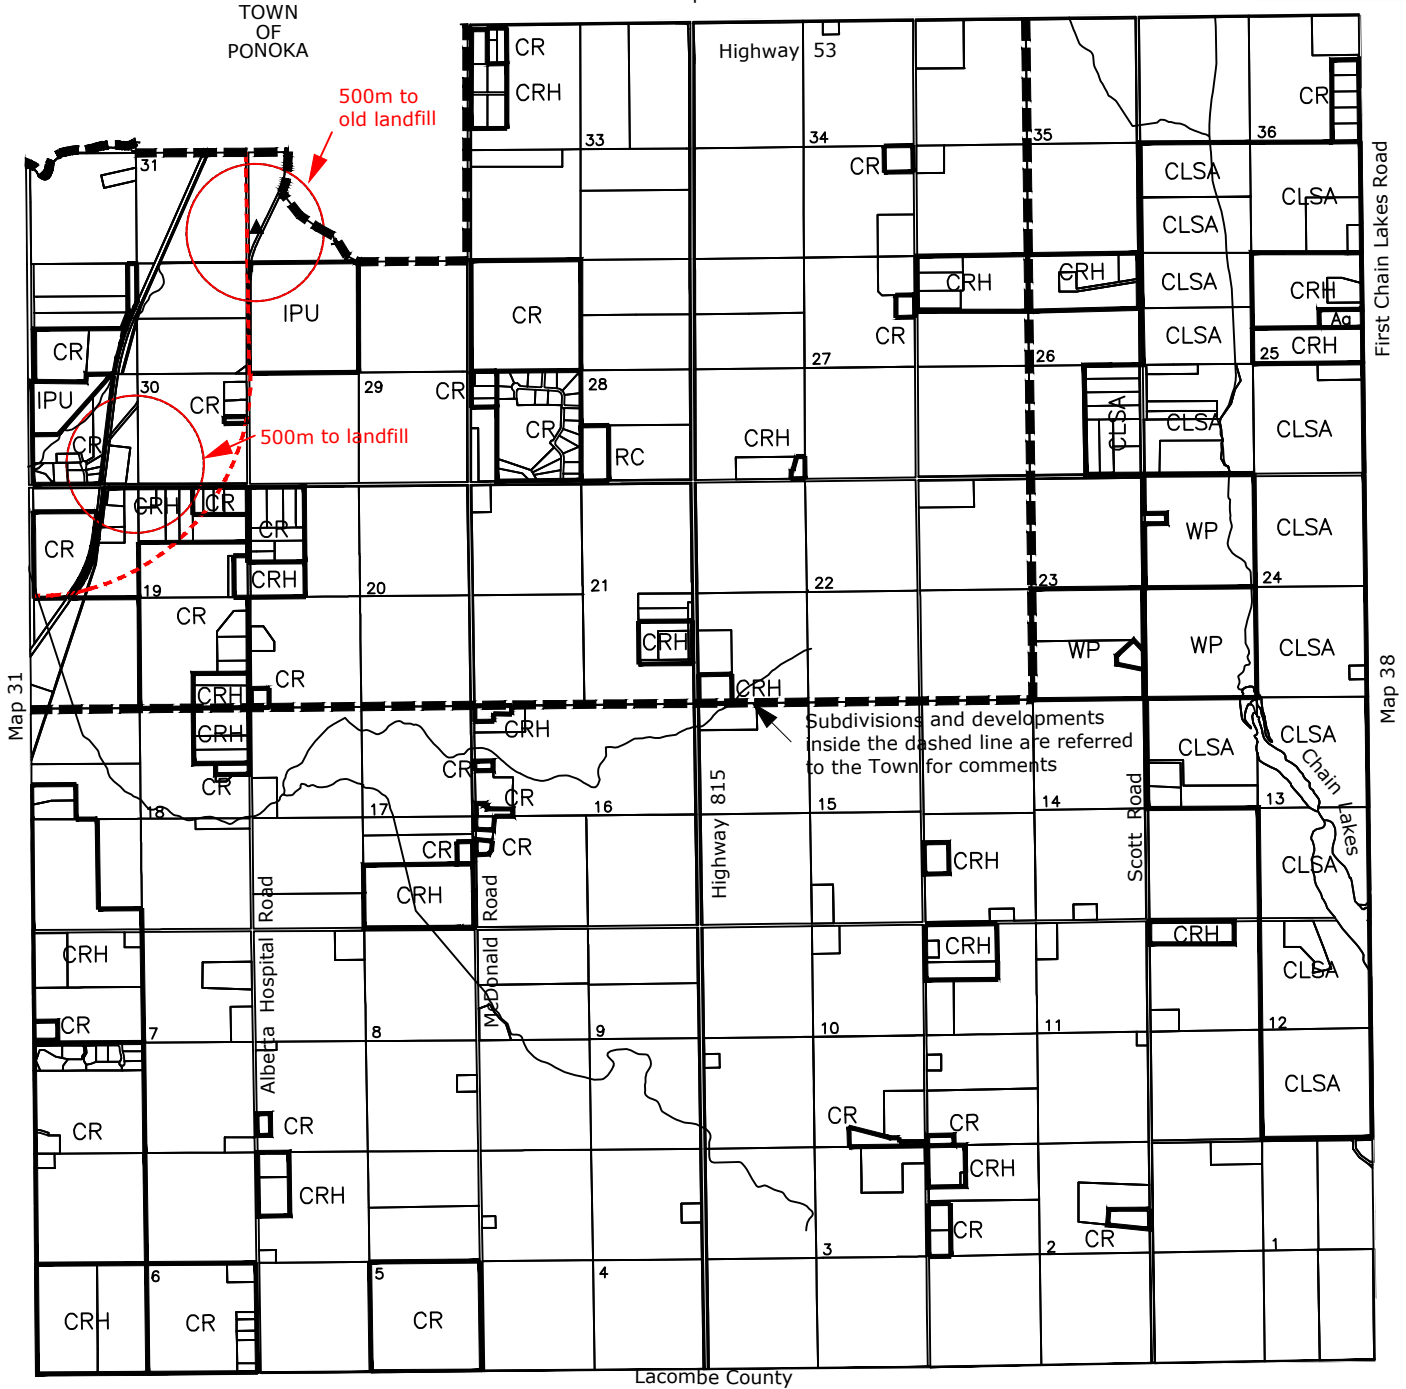 TOWN
OF
PONOKA
Highway 53
CR
CRH
500m to
old landfill
CR
33
34
35
36
31
CR
CLSA
CLSA
CLSA
First Chain Lakes Road
CRH
CRH
CLSA
CRH
IPU
CR
Ag
CR
CLSA
CRH
CR
27
26
25
30
29
28
IPU
CR
CR
CR
CR
500m to landfill
CR
RC
CRH
CLSA
CLSA
CLSA
CRH
CR
CR
WP
CLSA
CR
CRH
19
20
21
22
23
24
CR
CRH
WP
WP
CLSA
Map 31
CR
CRH
CRH
Map 38
Subdivisions and developments
inside the dashed line are referred
to the Town for comments
CRH
CRH
CLSA
CLSA
Chain Lakes
CR
CR
CR
18
17
16
15
14
13
Highway 815
Scott Road
CR
CR
CRH
CLSA
CRH
Alberta Hospital Road
McDonald Road
CRH
CRH
CRH
CLSA
CR
7
8
9
10
11
12
CLSA
CR
CR
CR
CR
CRH
CRH
CR
CR
6
5
4
3
2
1
CRH
CR
CR
Lacombe County